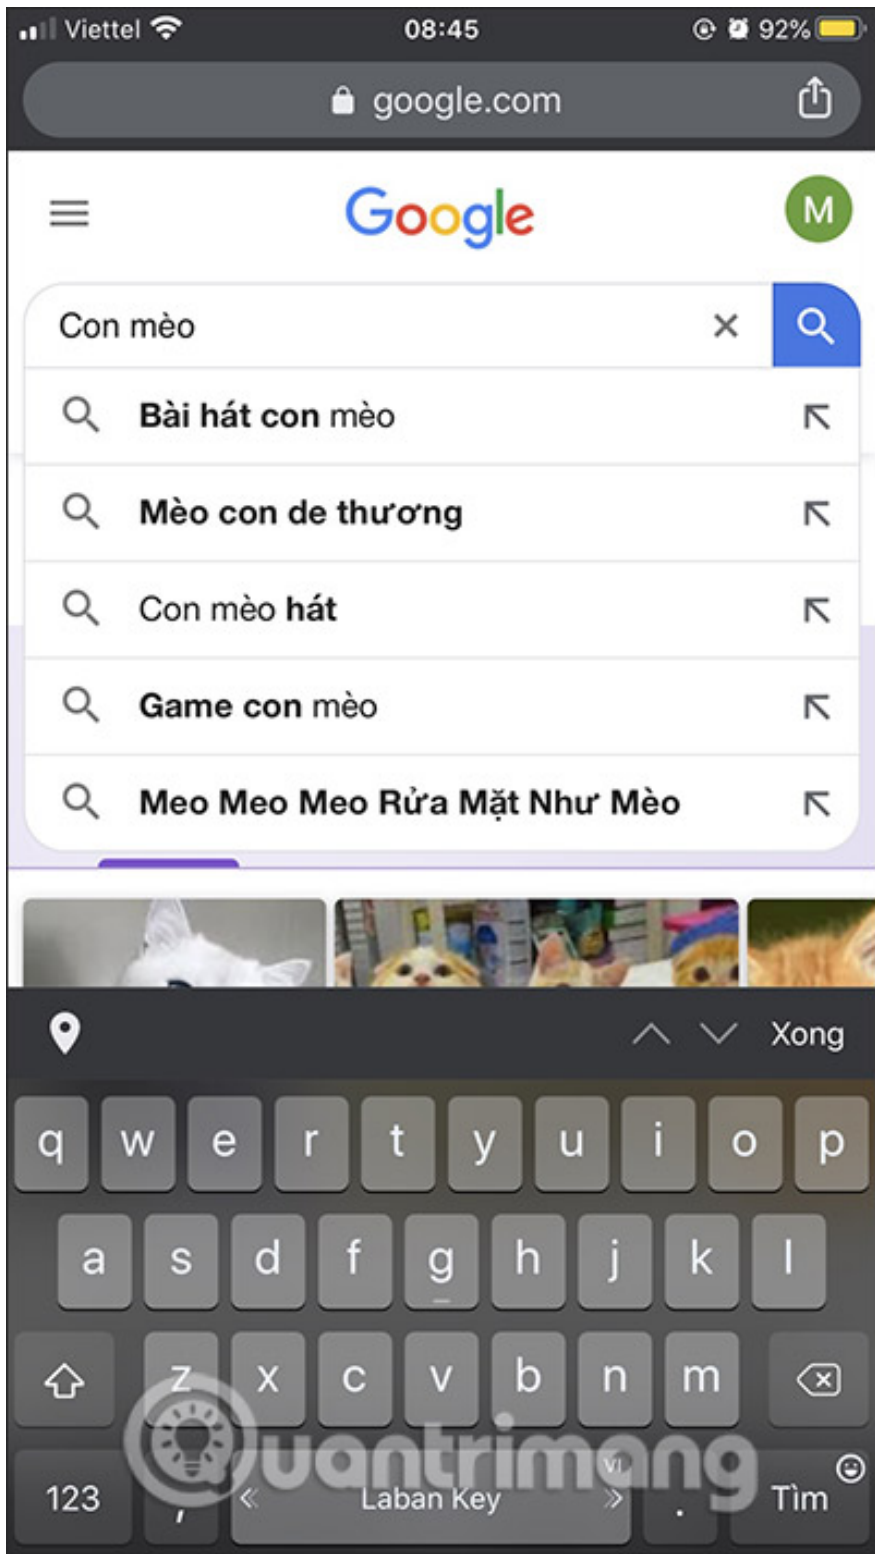 Viettel 08:45 92%
google.com
Google M
Con mèo
Bài hát con mèo
Mèo con de thương
Con mèo hát
Game con mèo
Meo Meo Meo Rửa Mặt Như Mèo
Xong
q w e r t y u i o p
a s d f g h j k l
z x c v b n m
Quantrimang
123 , « Laban Key VI » . Tìm